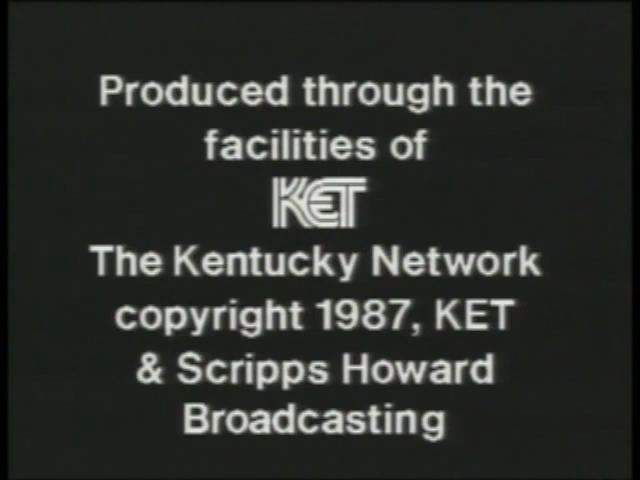 Produced through the
facilities of
KET
The Kentucky Network
copyright 1987, KET
& Scripps Howard
Broadcasting